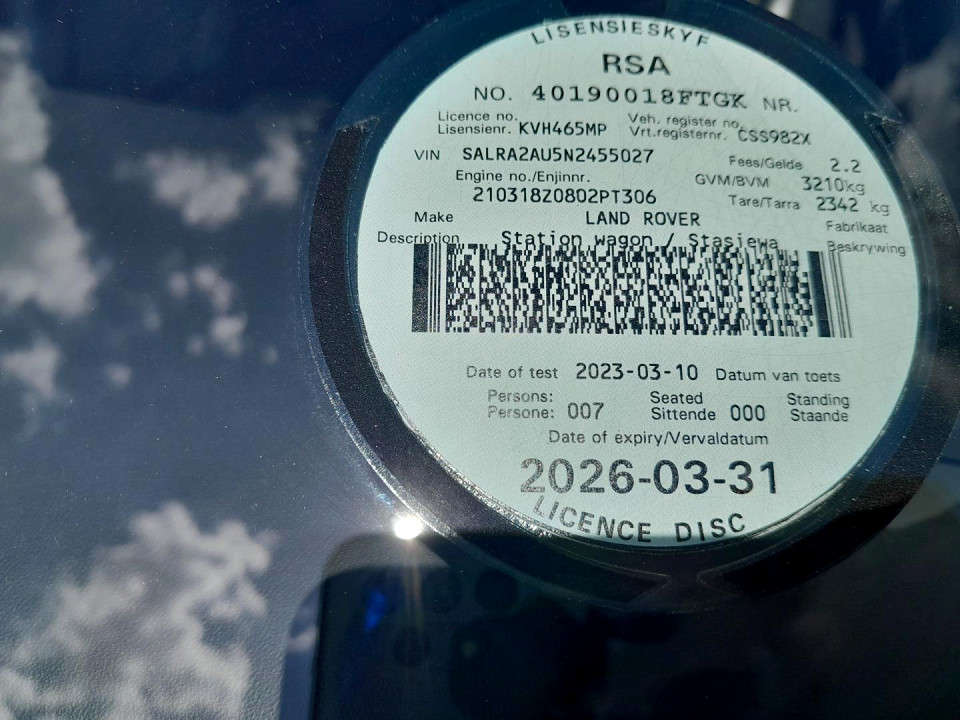 LISENSIESKYF
RSA
NO. 40190018FTGK NR.
Licence no. Veh. register no.
Lisensienr. KVH465MP Vrt.registernr. CSS982X
VIN SALRA2AU5N2455027 Fees/Gelde 2.2
Engine no./Enjinnr. GVM/BVM 3210kg
210318Z0802PT306 Tare/Tarra 2342 kg
Make LAND ROVER Fabrikaat
Description Station wagon / Stasiewa Beskrywing
Date of test 2023-03-10 Datum van toets
Persons: Seated Standing
Persone: 007 Sittende 000 Staande
Date of expiry/Vervaldatum
2026-03-31
LICENCE DISC